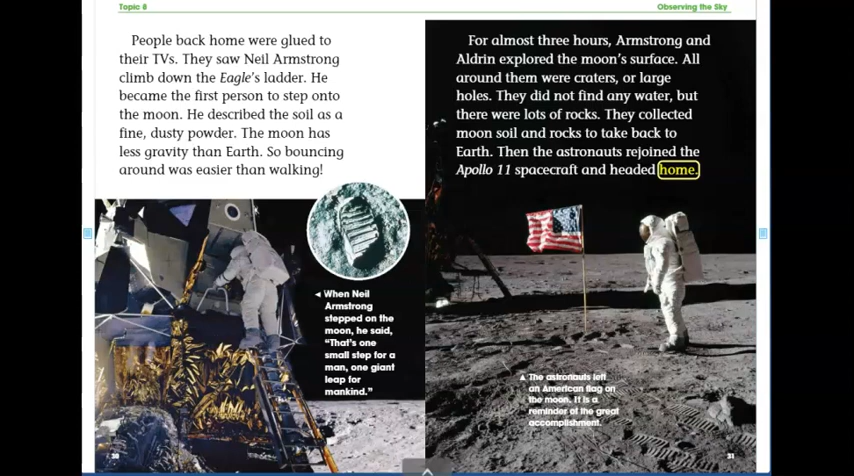 Topic 8
Observing the Sky
People back home were glued to
their TVs. They saw Neil Armstrong
climb down the Eagle's ladder. He
became the first person to step onto
the moon. He described the soil as a
fine, dusty powder. The moon has
less gravity than Earth. So bouncing
around was easier than walking!
◄ When Neil
Armstrong
stepped on the
moon, he said,
“That's one
small step for a
man, one giant
leap for
mankind.”
30
For almost three hours, Armstrong and
Aldrin explored the moon's surface. All
around them were craters, or large
holes. They did not find any water, but
there were lots of rocks. They collected
moon soil and rocks to take back to
Earth. Then the astronauts rejoined the
Apollo 11 spacecraft and headed home.
▲ The astronauts left
an American flag on
the moon. It is a
reminder of the great
accomplishment.
31